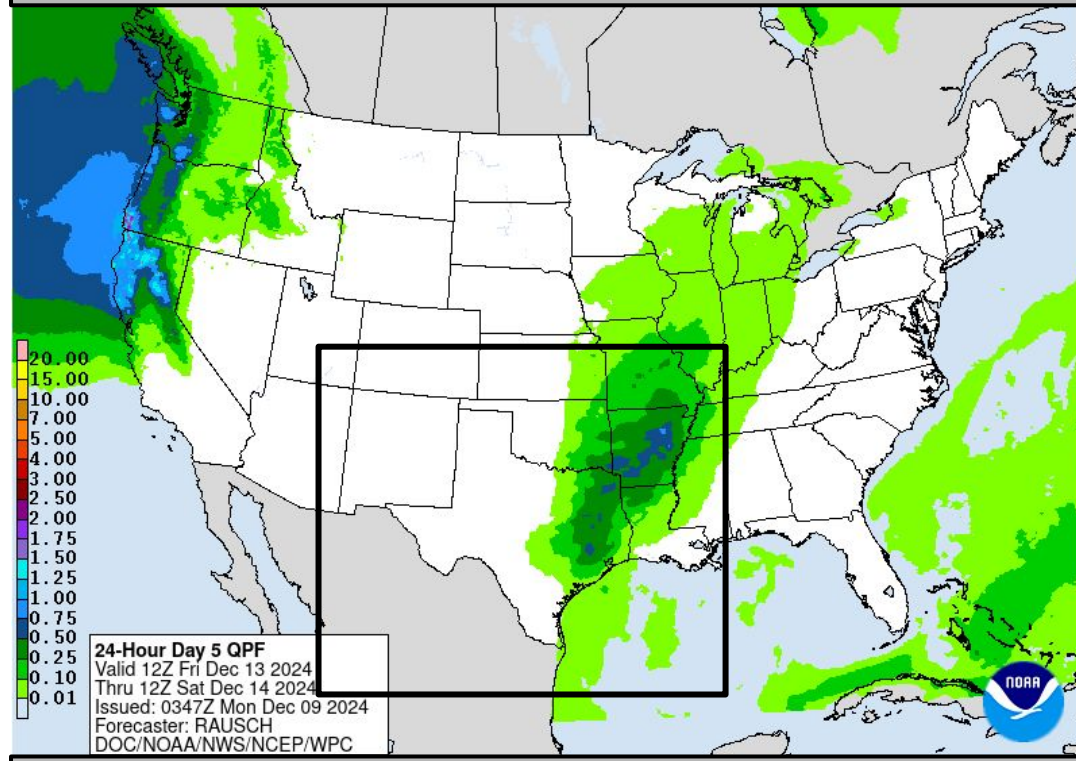 20.00
15.00
10.00
7.00
5.00
4.00
3.00
2.50
2.00
1.75
1.50
1.25
1.00
0.75
0.50
0.25
0.10
0.01
24-Hour Day 5 QPF
Valid 12Z Fri Dec 13 2024
Thru 12Z Sat Dec 14 2024
Issued: 0347Z Mon Dec 09 2024
Forecaster: RAUSCH
DOC/NOAA/NWS/NCEP/WPC
NOAA